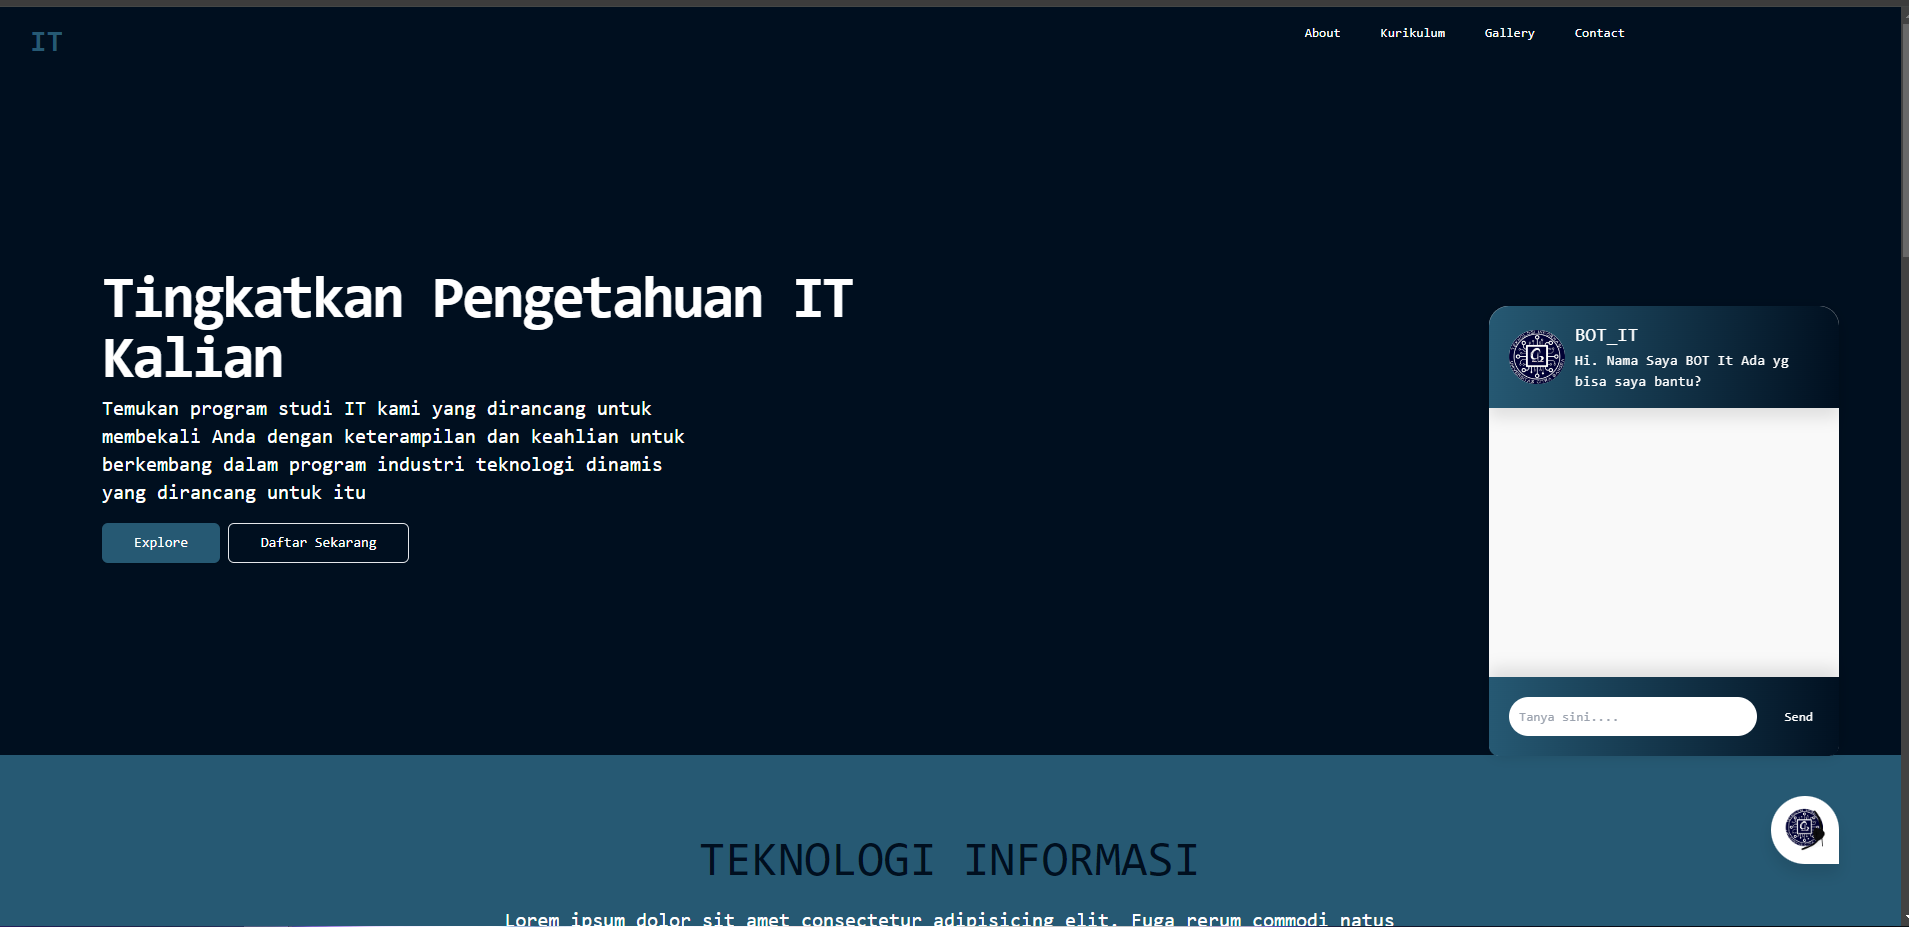 IT
About Kurikulum Gallery Contact
Tingkatkan Pengetahuan IT
Kalian
Temukan program studi IT kami yang dirancang untuk
membekali Anda dengan keterampilan dan keahlian untuk
berkembang dalam program industri teknologi dinamis
yang dirancang untuk itu
Explore Daftar Sekarang
BOT_IT
Hi. Nama Saya BOT It Ada yg
bisa saya bantu?
Tanya sini.... Send
TEKNOLOGI INFORMASI
Lorem ipsum dolor sit amet consectetur adipisicing elit. Fuga rerum commodi natus